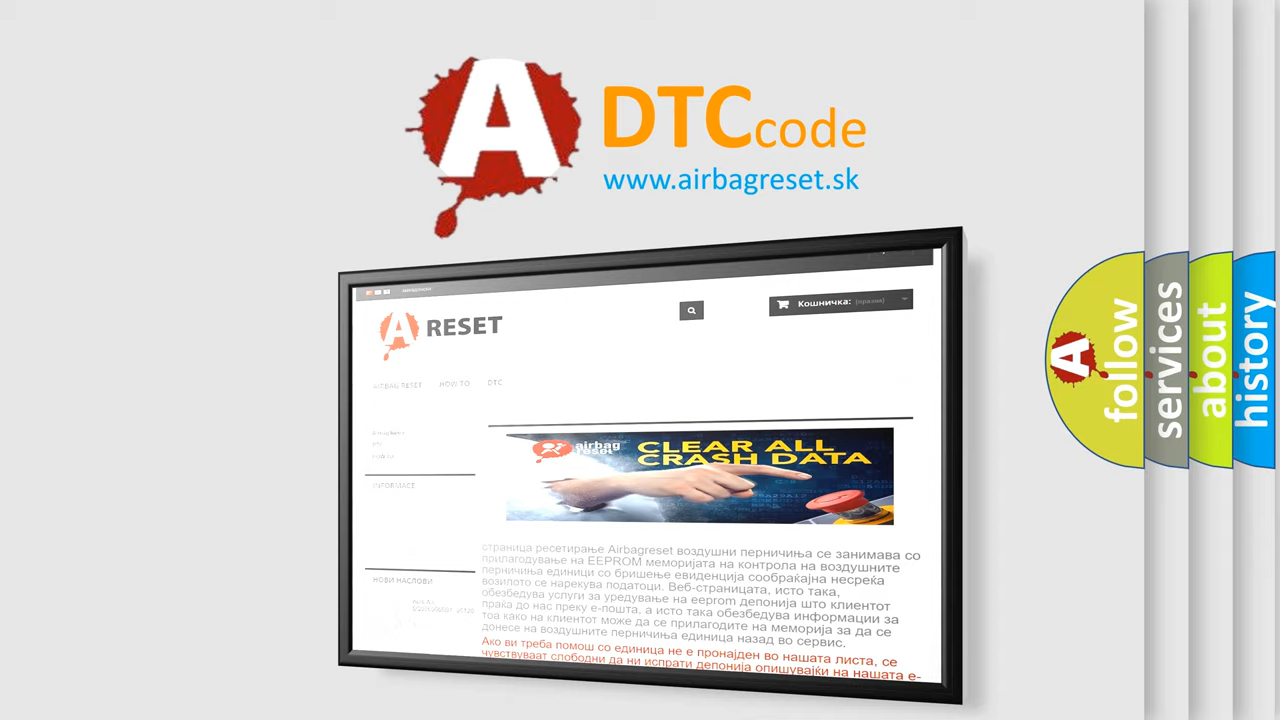 A
DTC code
www.airbagreset.sk
Кошничка: (празна)
A RESET
AIRBAG RESET
HOW TO
DTC
airbag
reset
CLEAR ALL
CRASH DATA
INFORMACE
НОВИ НАСЛОВИ
страница ресетирање Airbagreset воздушни перничиња се занимава со
прилагодување на EEPROM меморијата на контрола на воздушните
перничиња единици со бришење евиденција сообраќајна несреќа
возилото се нарекува податоци. Веб-страницата, исто така,
обезбедува услуги за уредување на eeprom депонија што клиентот
праќа до нас преку е-пошта, а исто така обезбедува информации за
тоа како на клиентот може да се прилагодите на меморија за да се
донесе на воздушните перничиња единица назад во сервис.
Ако ви треба помош со единица не е пронајден во нашата листа, се
чувствуваат слободни да ни испрати депонија опишувајќи на нашата е-
A
follow
services
about
history